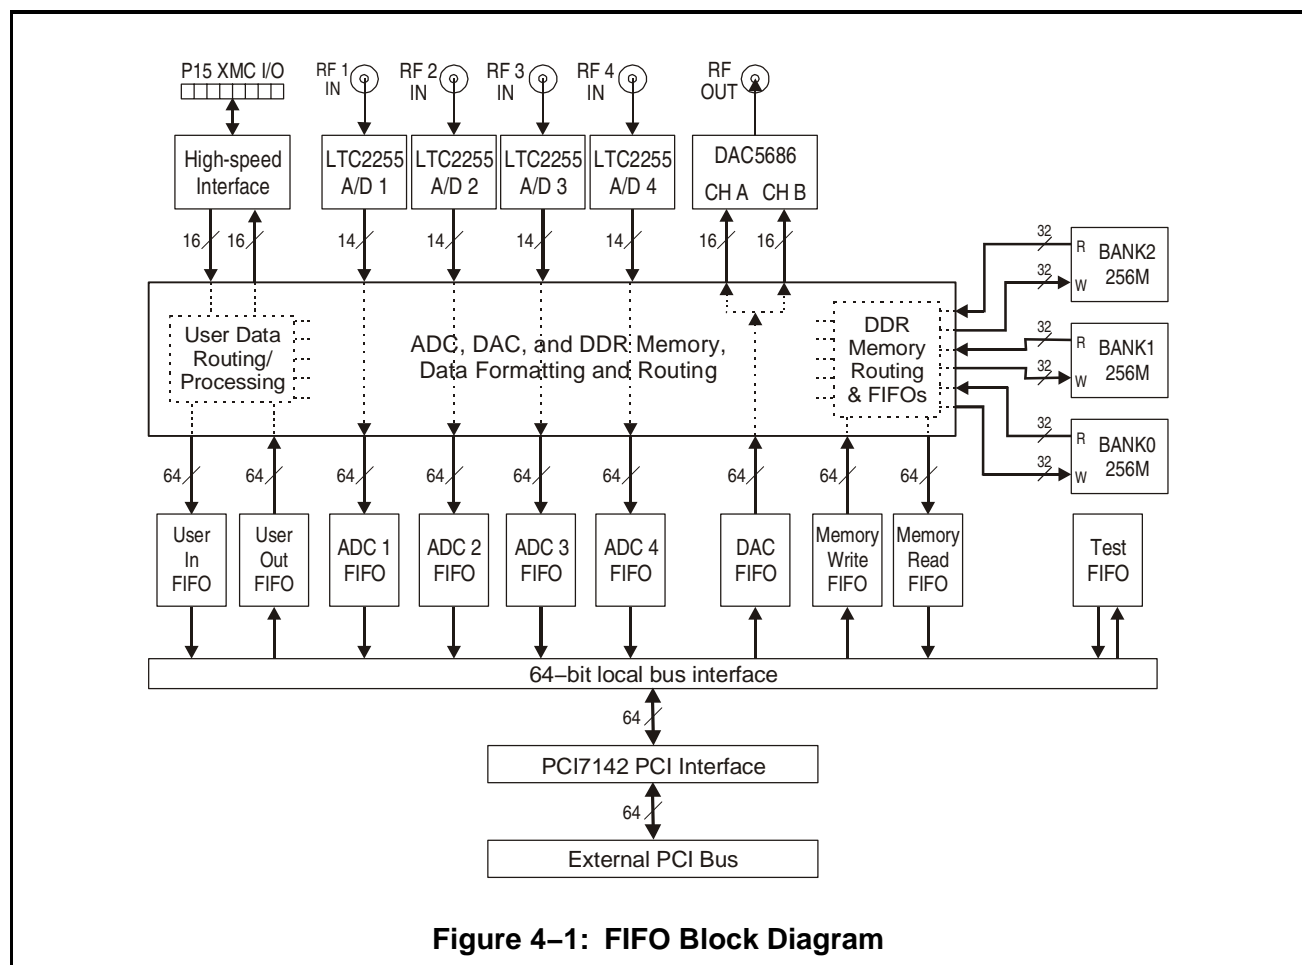 P15 XMC I/O
RF 1
IN
RF 2
IN
RF 3
IN
RF 4
IN
RF
OUT
High-speed
Interface
LTC2255
A/D 1
LTC2255
A/D 2
LTC2255
A/D 3
LTC2255
A/D 4
DAC5686
CH A CH B
16
16
14
14
14
14
16
16
32
R
BANK2
256M
32
W
32
R
BANK1
256M
32
W
32
R
BANK0
256M
32
W
User Data
Routing/
Processing
ADC, DAC, and DDR Memory,
Data Formatting and Routing
DDR
Memory
Routing
& FIFOs
64
64
64
64
64
64
64
64
64
User
In
FIFO
User
Out
FIFO
ADC 1
FIFO
ADC 2
FIFO
ADC 3
FIFO
ADC 4
FIFO
DAC
FIFO
Memory
Write
FIFO
Memory
Read
FIFO
Test
FIFO
64–bit local bus interface
64
PCI7142 PCI Interface
64
External PCI Bus
Figure 4–1: FIFO Block Diagram